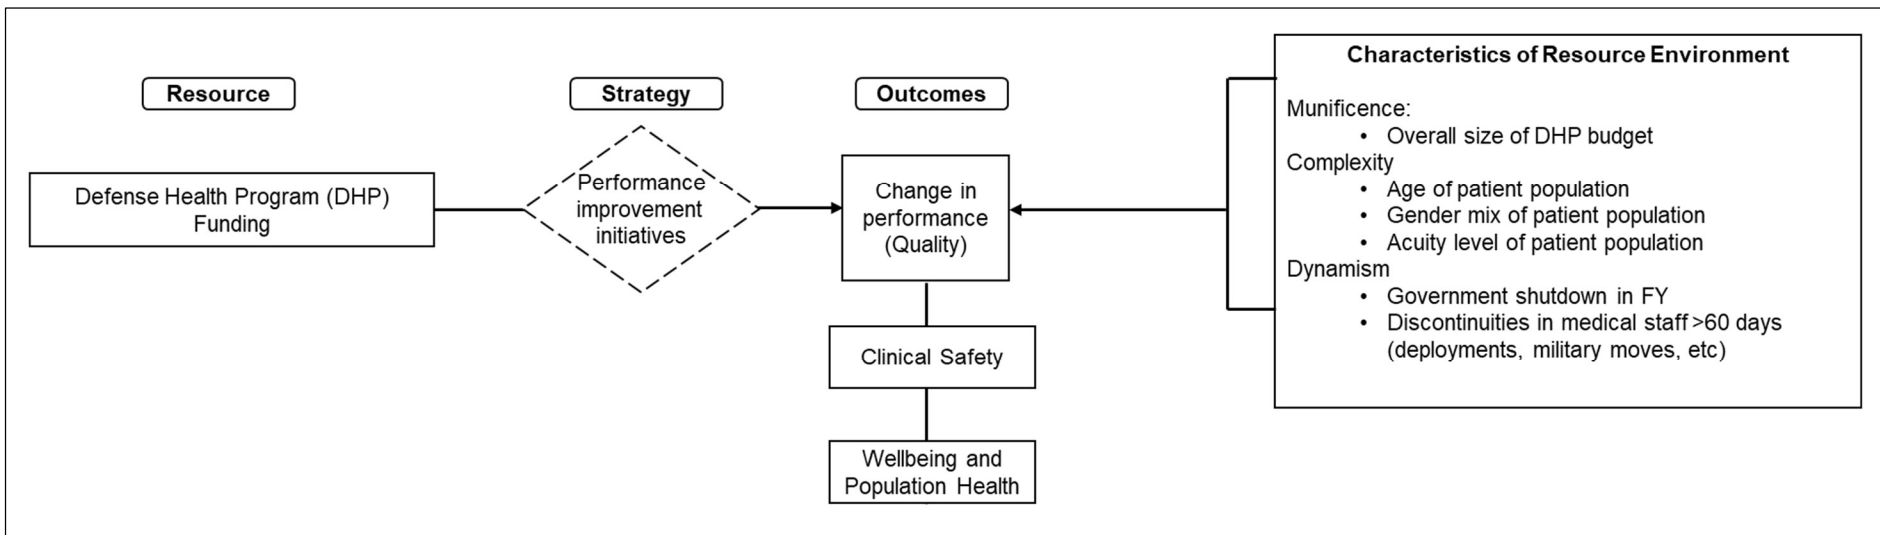 Resource
Strategy
Outcomes
Defense Health Program (DHP)
Funding
Performance
improvement
initiatives
Change in
performance
(Quality)
Clinical Safety
Wellbeing and
Population Health
Characteristics of Resource Environment
Munificence:
• Overall size of DHP budget
Complexity
• Age of patient population
• Gender mix of patient population
• Acuity level of patient population
Dynamism
• Government shutdown in FY
• Discontinuities in medical staff >60 days
(deployments, military moves, etc)